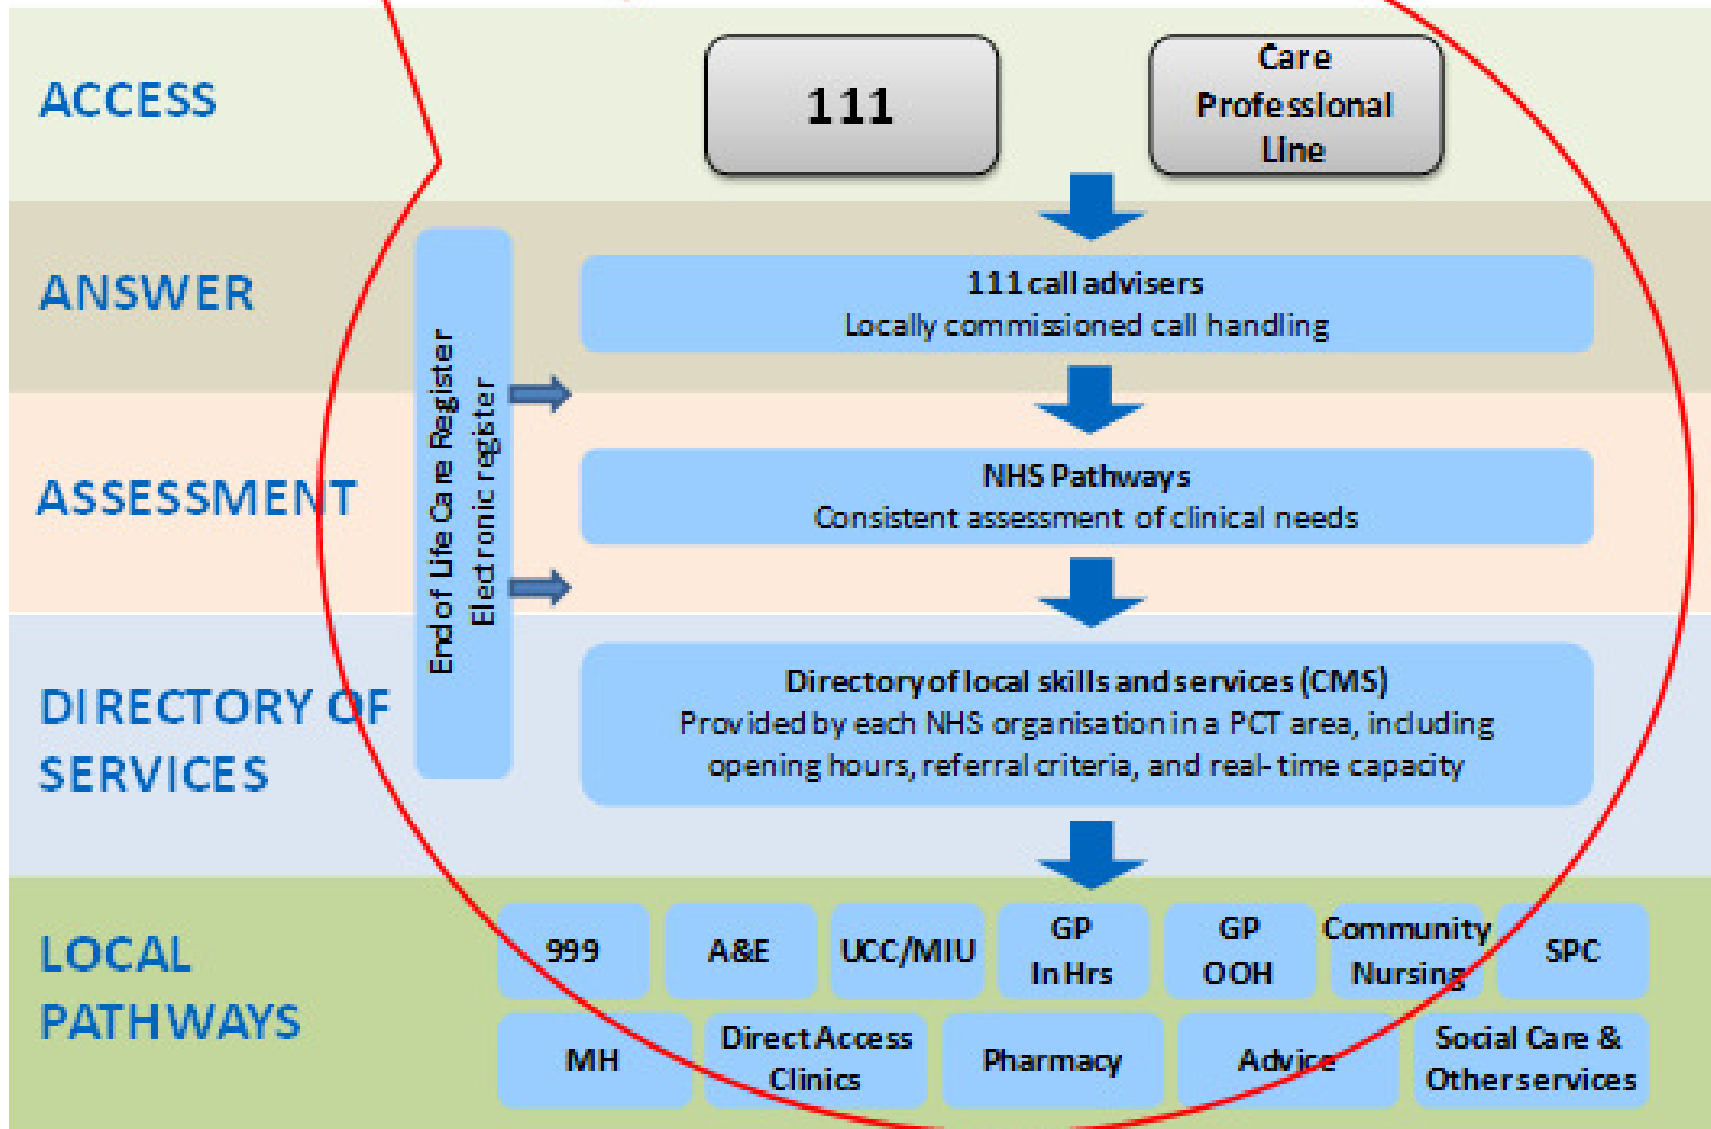 ACCESS
111
Care
Professional
Line
ANSWER
111 call advisers
Locally commissioned call handling
End of Life Care Register
Electronic register
ASSESSMENT
NHS Pathways
Consistent assessment of clinical needs
DIRECTORY OF
SERVICES
Directory of local skills and services (CMS)
Provided by each NHS organisation in a PCT area, including
opening hours, referral criteria, and real-time capacity
LOCAL
PATHWAYS
999
A&E
UCC/MIU
GP
In Hrs
GP
OOH
Community
Nursing
SPC
MH
Direct Access
Clinics
Pharmacy
Advice
Social Care &
Other services